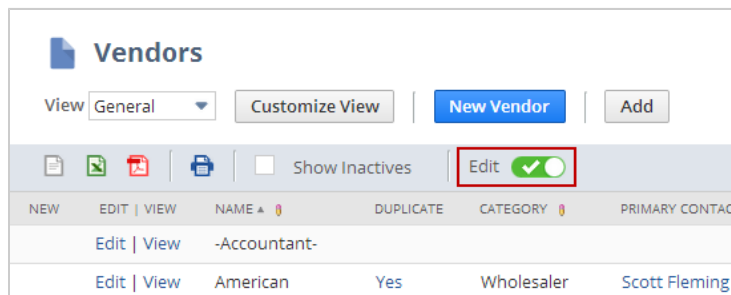 Vendors
View General Customize View New Vendor Add
Show Inactives Edit
NEW EDIT | VIEW NAME DUPLICATE CATEGORY PRIMARY CONTAC
Edit | View -Accountant-
Edit | View American Yes Wholesaler Scott Fleming